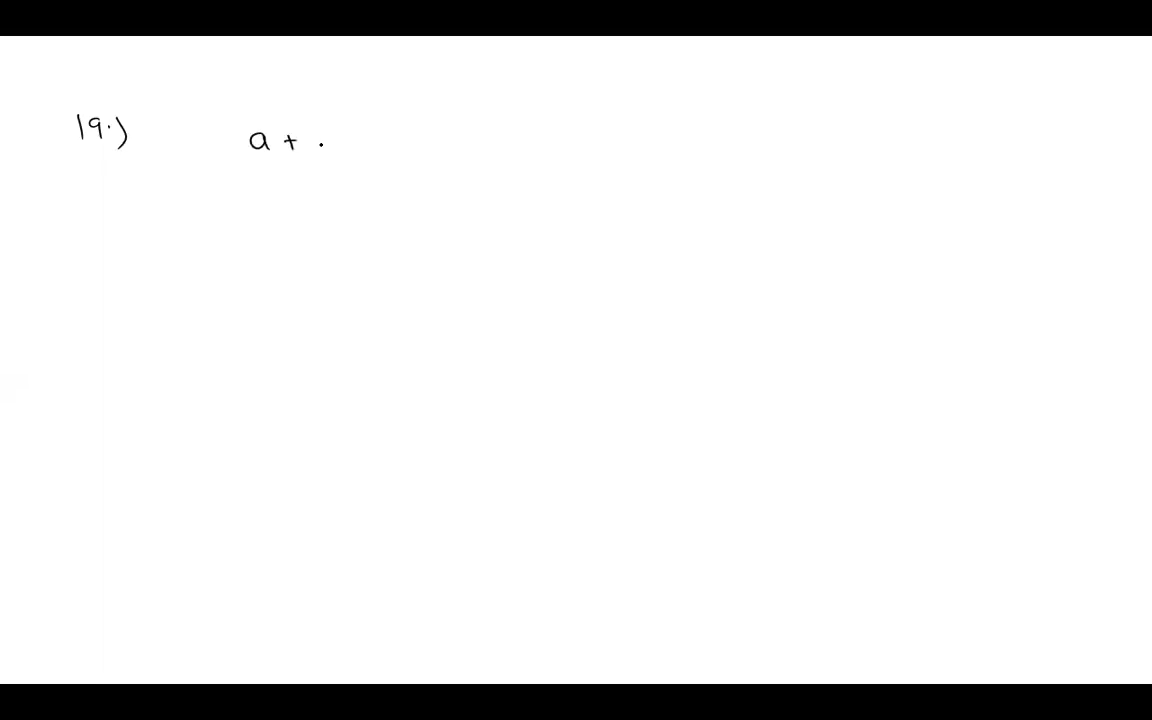 19.) a + .